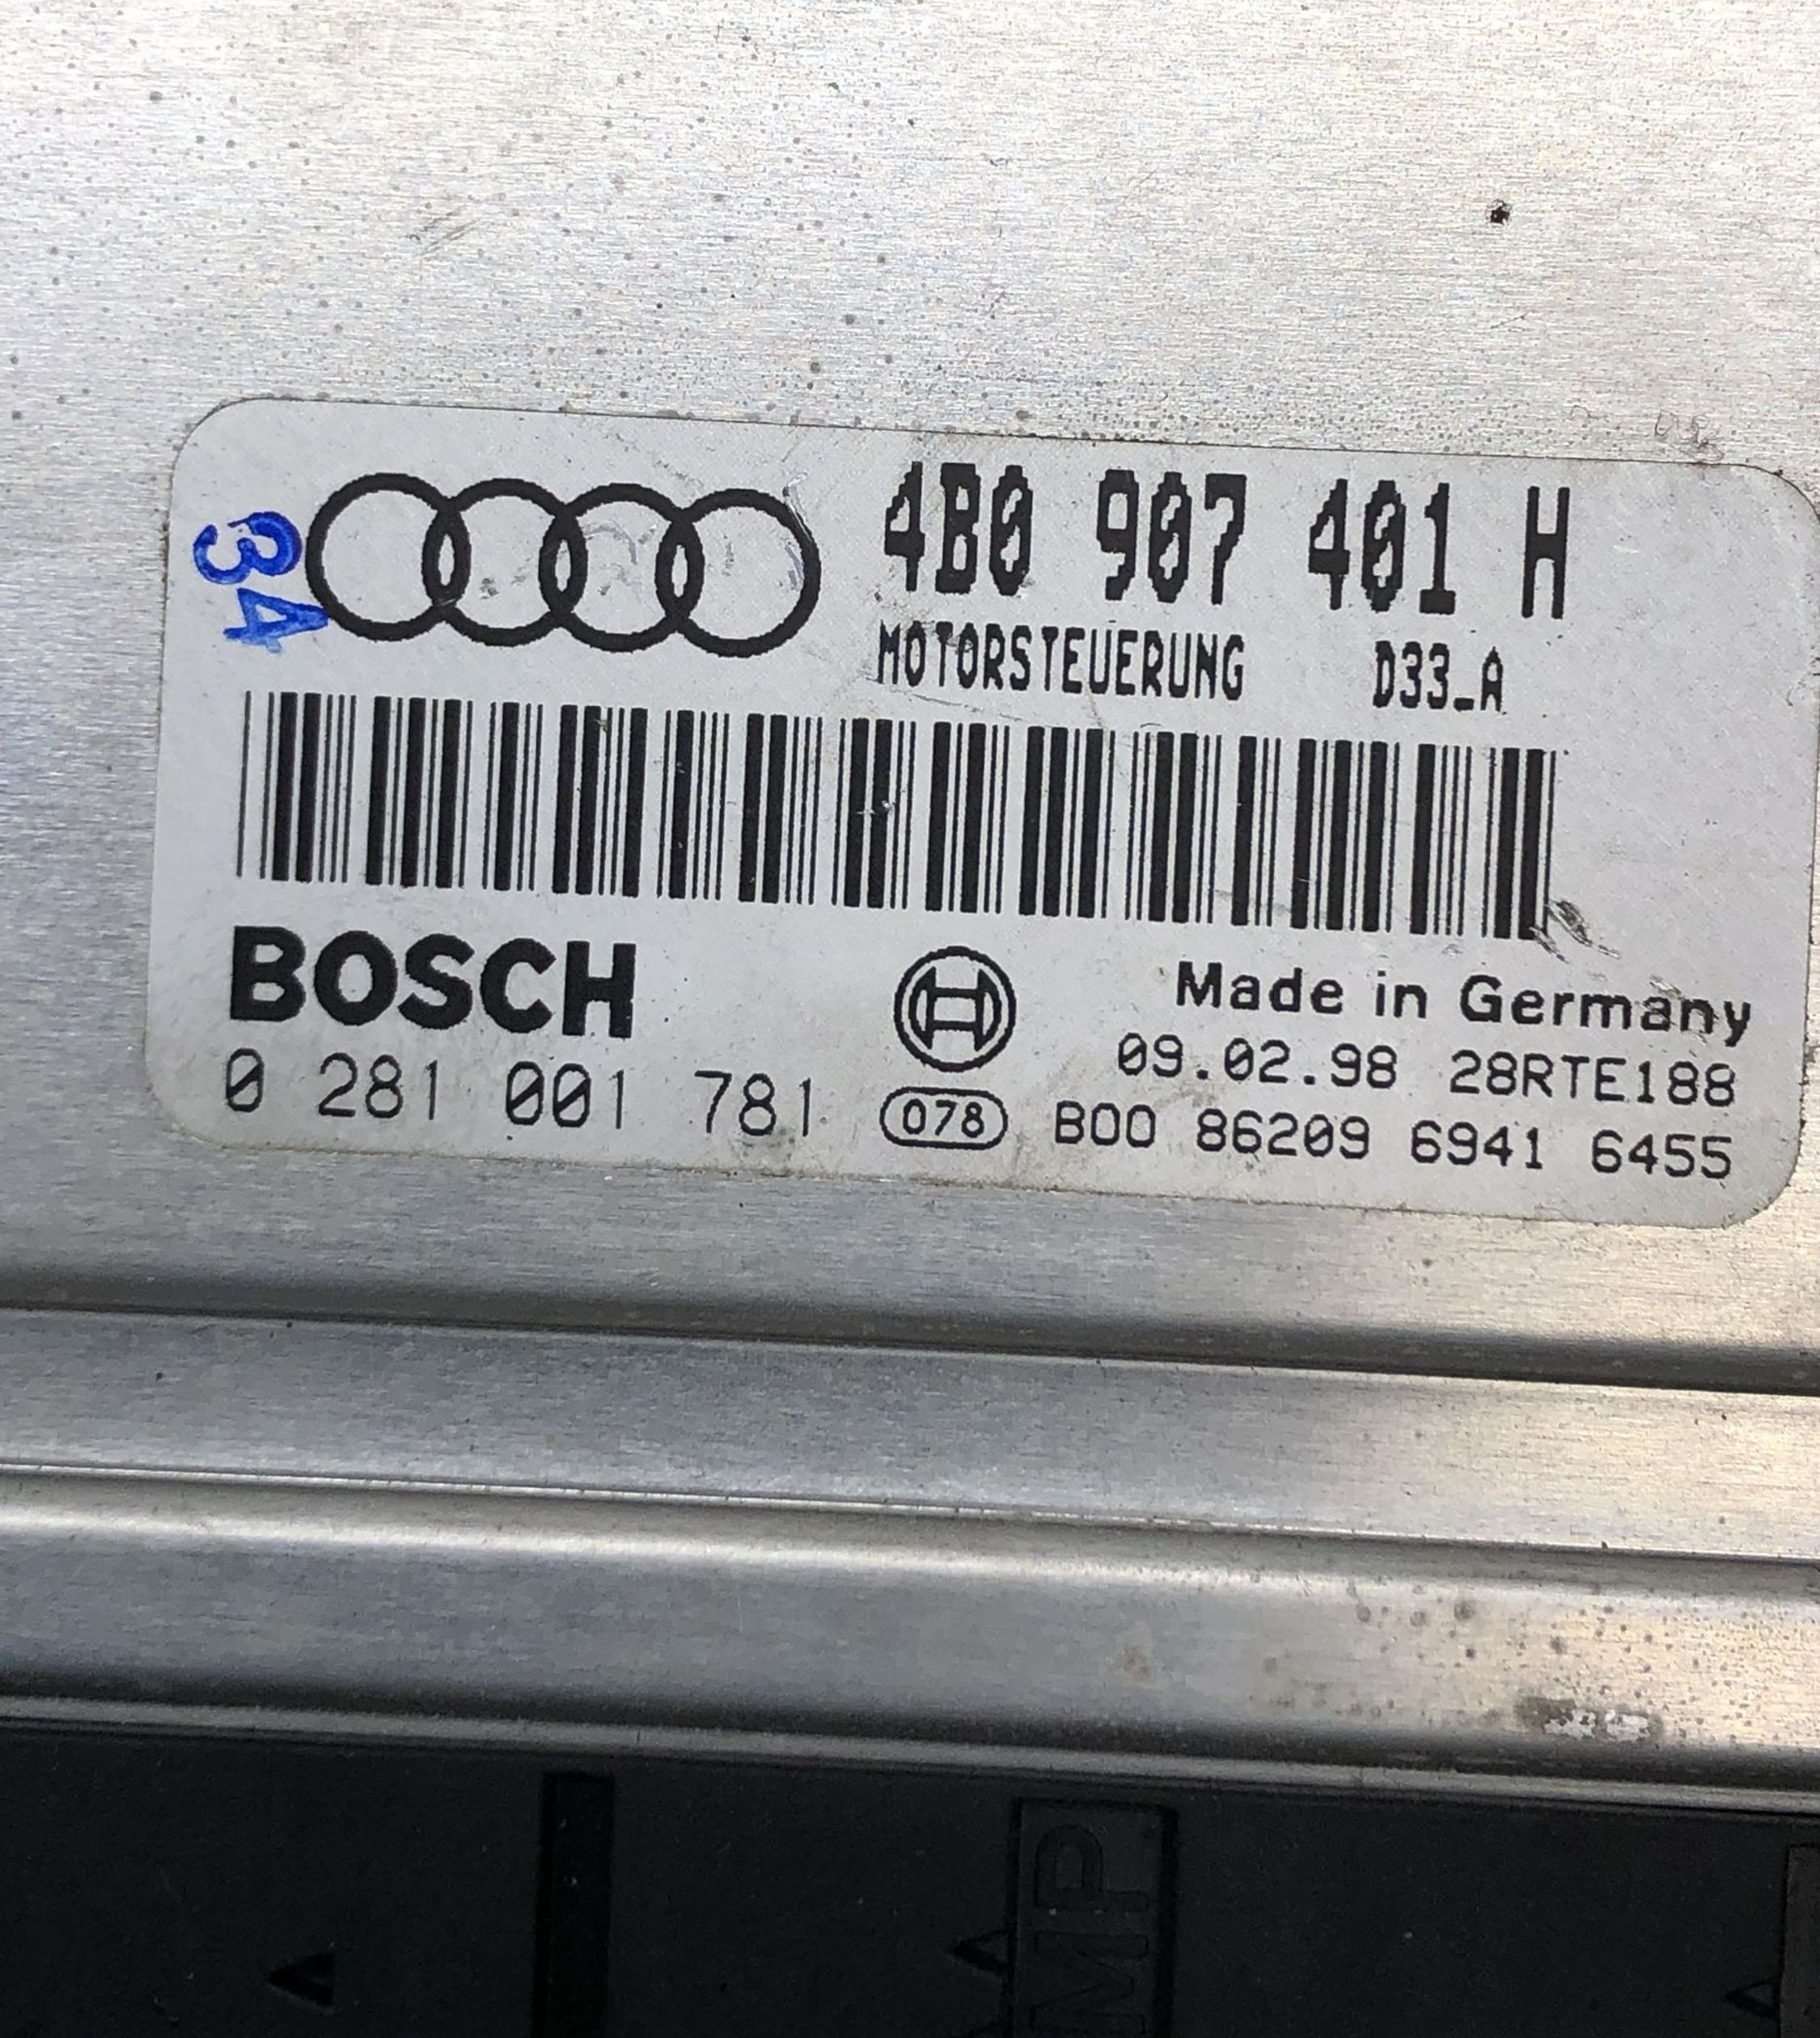 34
4B0 907 401 H
MOTORSTEUERUNG D33_A
BOSCH
Made in Germany
0 281 001 781
09.02.98 28RTE188
078
B00 86209 6941 6455
MP